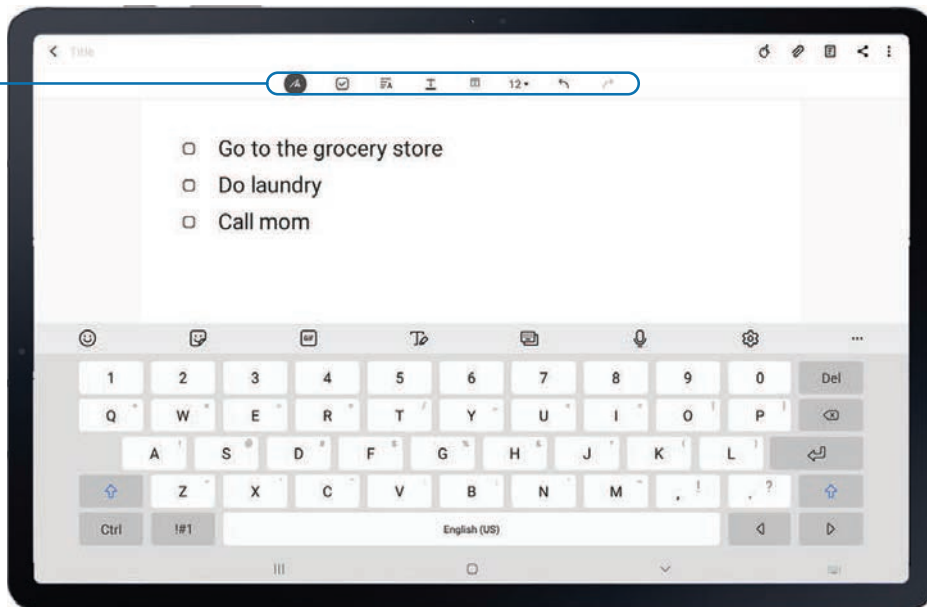 Title
12
Go to the grocery store
Do laundry
Call mom
GIF
1 2 3 4 5 6 7 8 9 0 Del
Q W E R T Y U I O P
A S D F G H J K L
Z X C V B N M , ! . ?
Ctrl !#1 English (US)